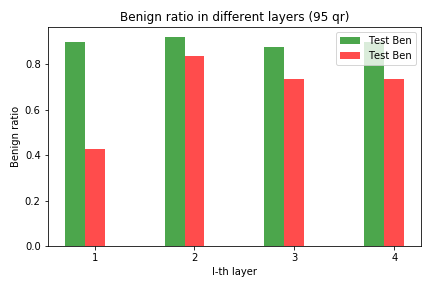 Benign ratio in different layers (95 qr)
Test Ben
Test Ben
Benign ratio
0.8
0.6
0.4
0.2
0.0
1 2 3 4
l-th layer